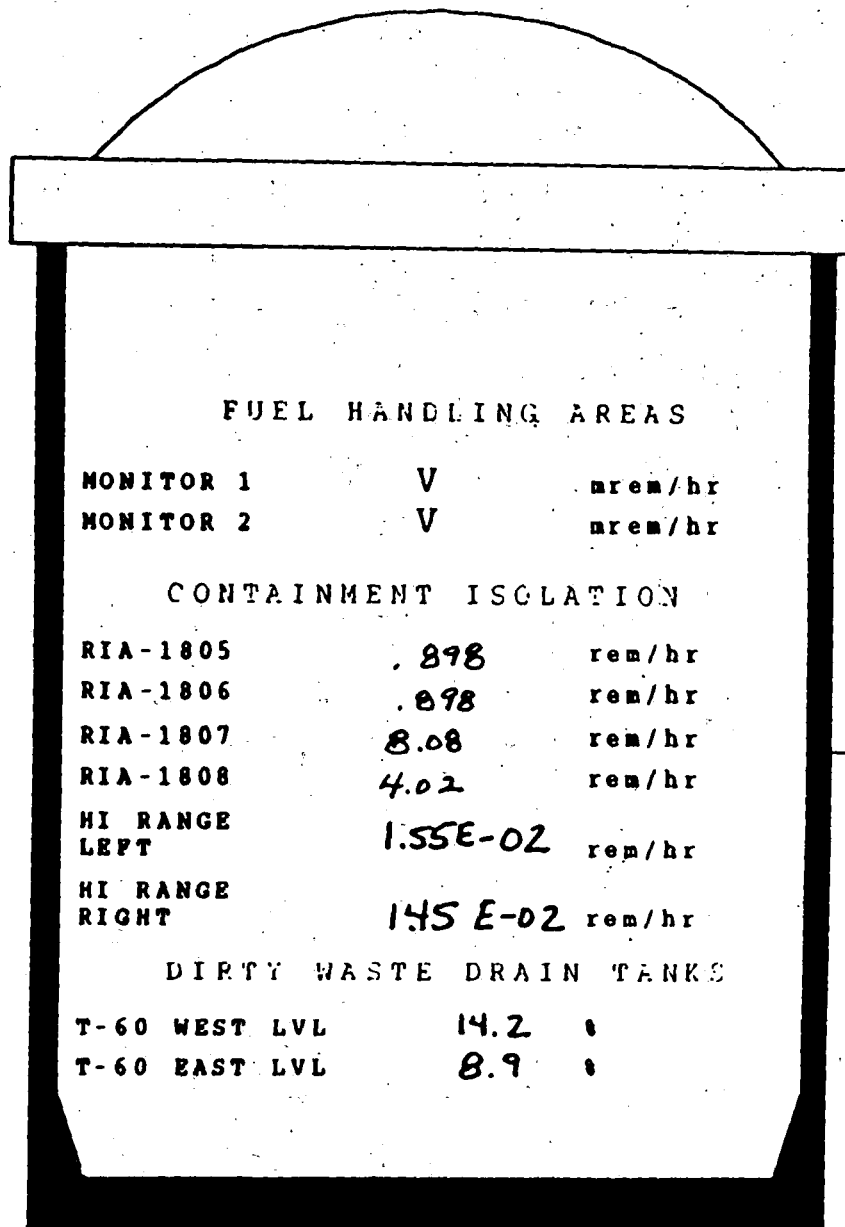 FUEL HANDLING AREAS
MONITOR 1 V mrem/hr
MONITOR 2 V mrem/hr
CONTAINMENT ISOLATION
RIA-1805 .898 rem/hr
RIA-1806 .898 rem/hr
RIA-1807 8.08 rem/hr
RIA-1808 4.02 rem/hr
HI RANGE
LEFT 1.55E-02 rem/hr
HI RANGE
RIGHT 1.45 E-02 rem/hr
DIRTY WASTE DRAIN TANKS
T-60 WEST LVL 14.2 %
T-60 EAST LVL 8.9 %